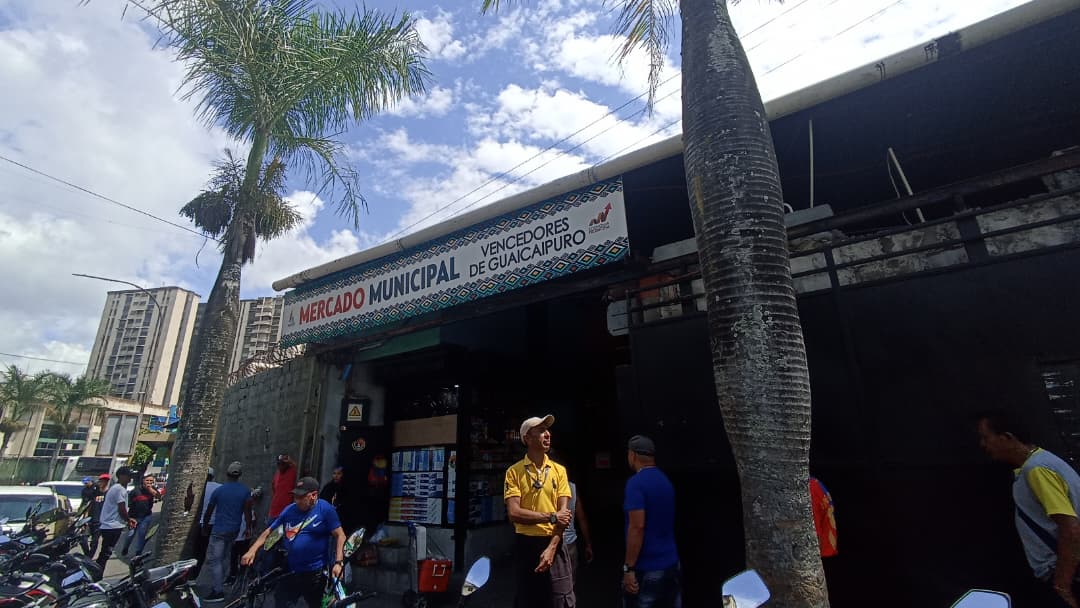 MERCADO MUNICIPAL
VENCEDORES
DE GUAICAIPURO